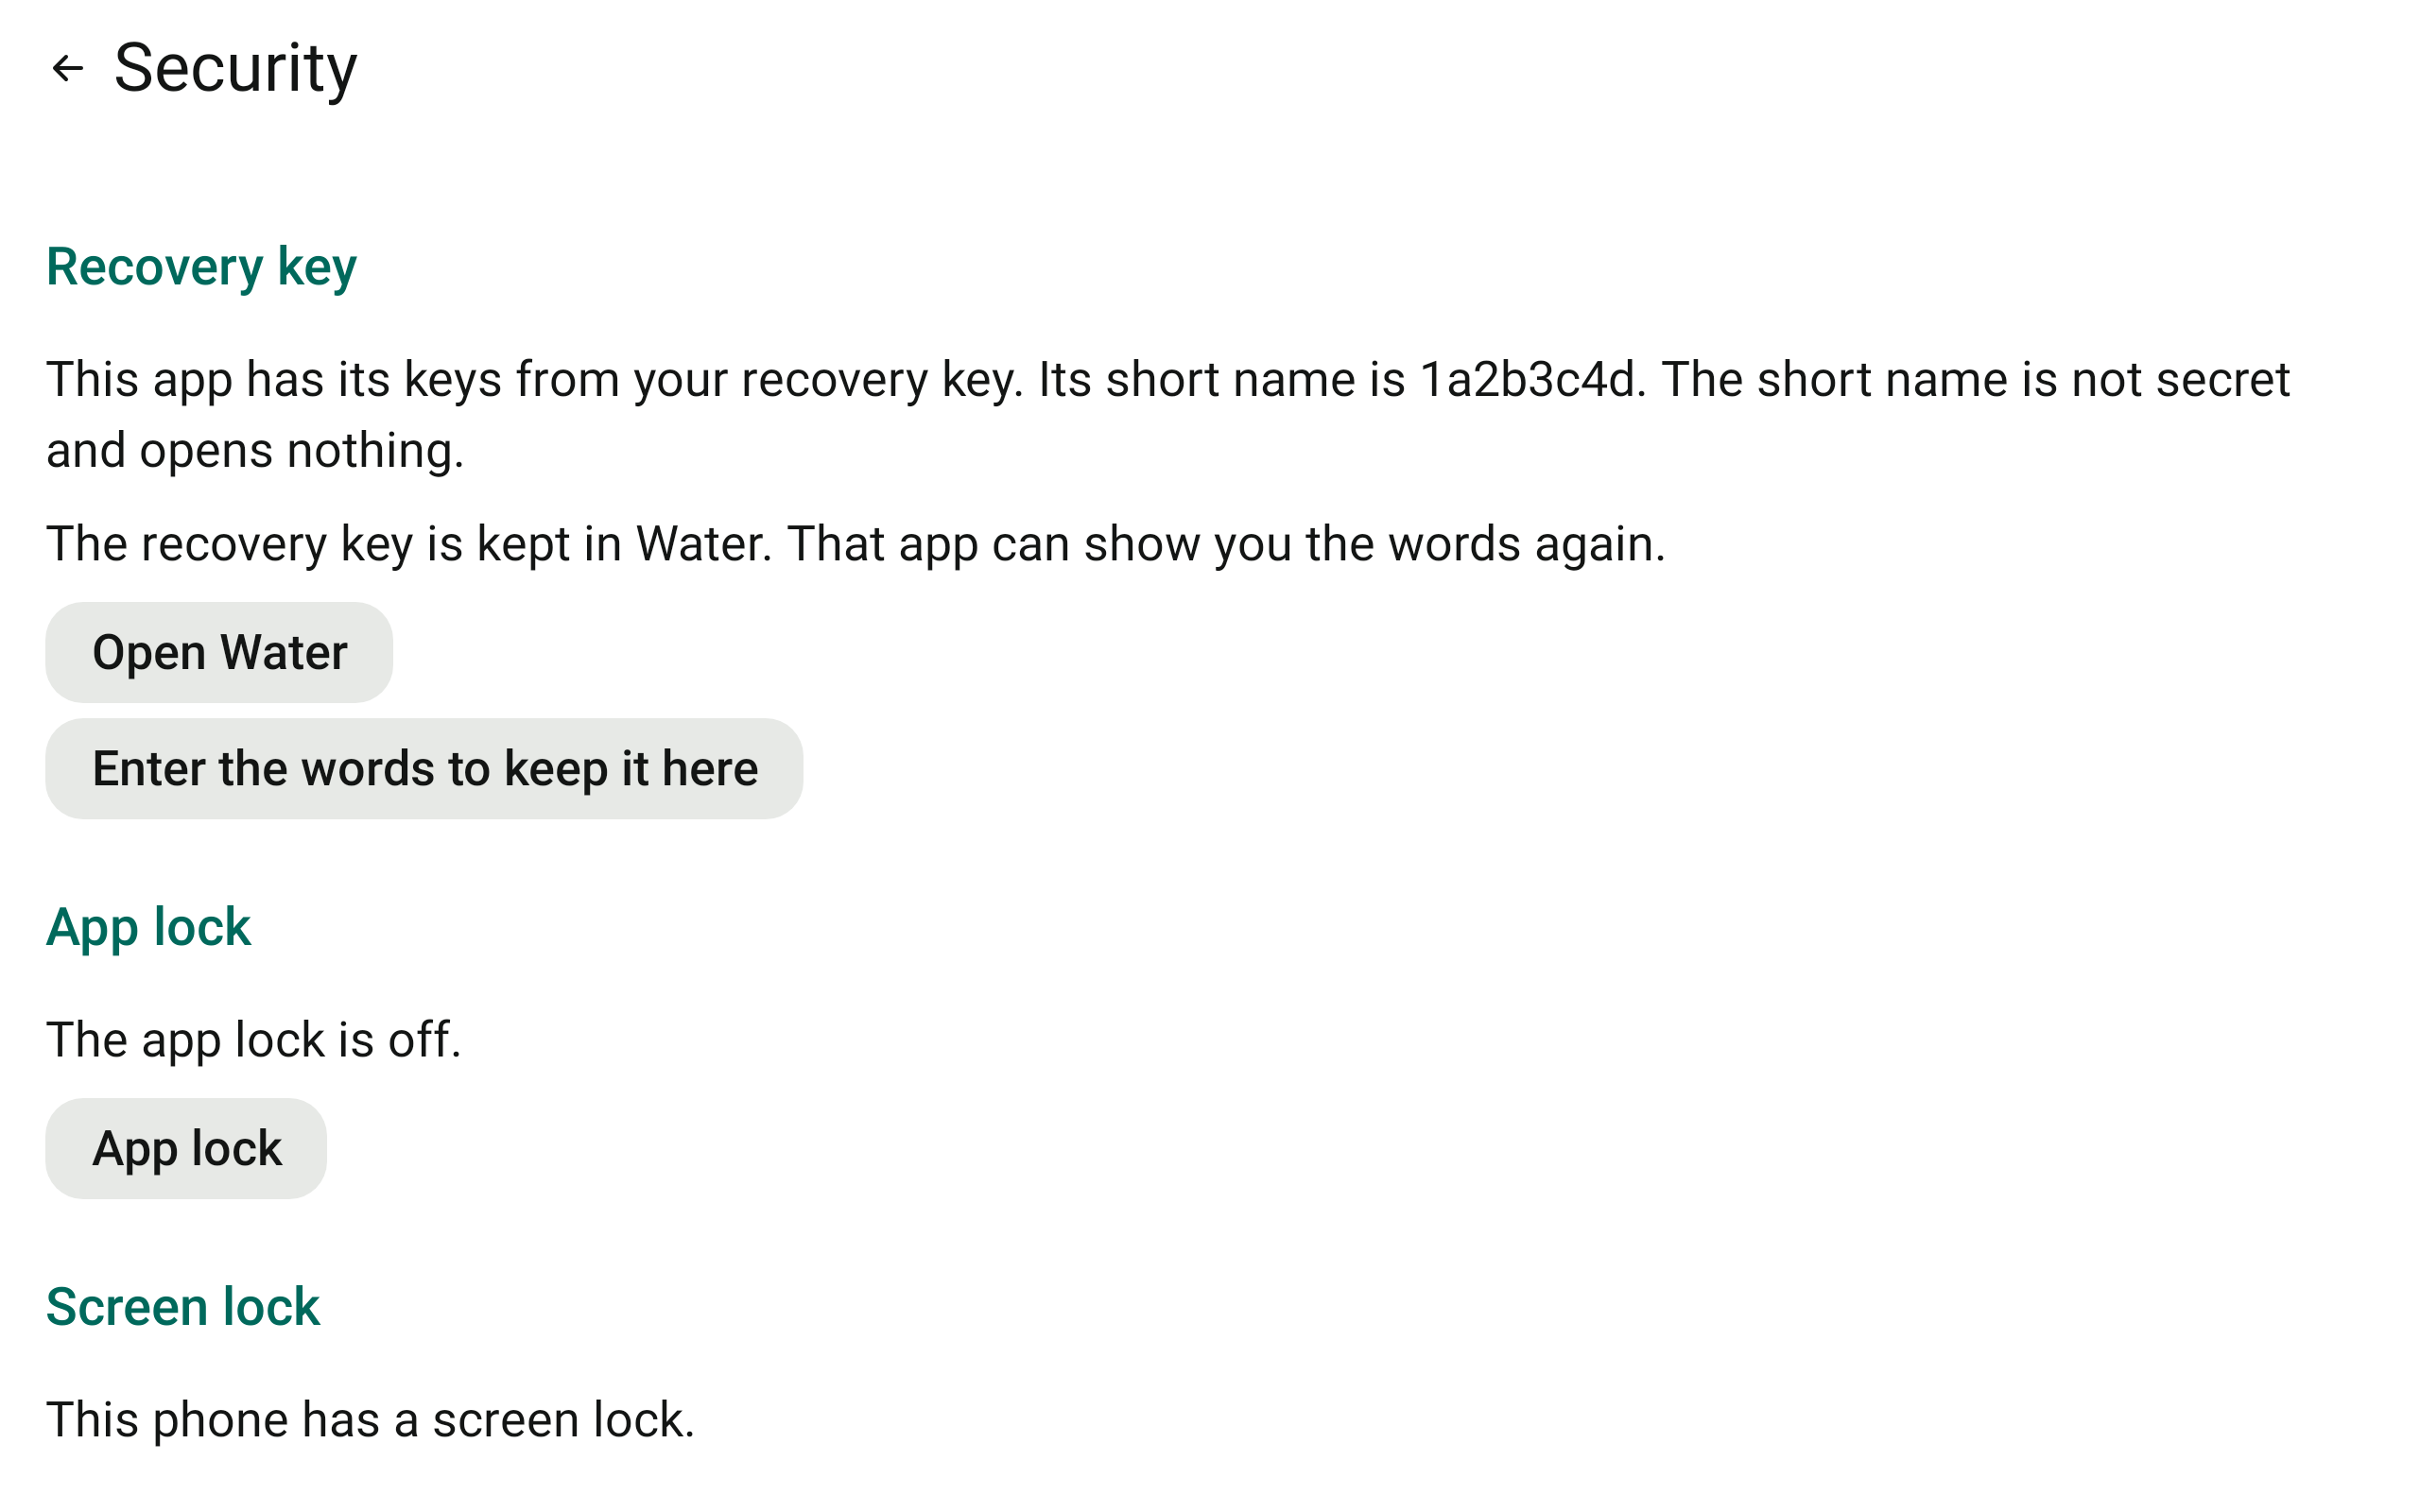 Security
Recovery key
This app has its keys from your recovery key. Its short name is 1a2b3c4d. The short name is not secret
and opens nothing.
The recovery key is kept in Water. That app can show you the words again.
Open Water
Enter the words to keep it here
App lock
The app lock is off.
App lock
Screen lock
This phone has a screen lock.